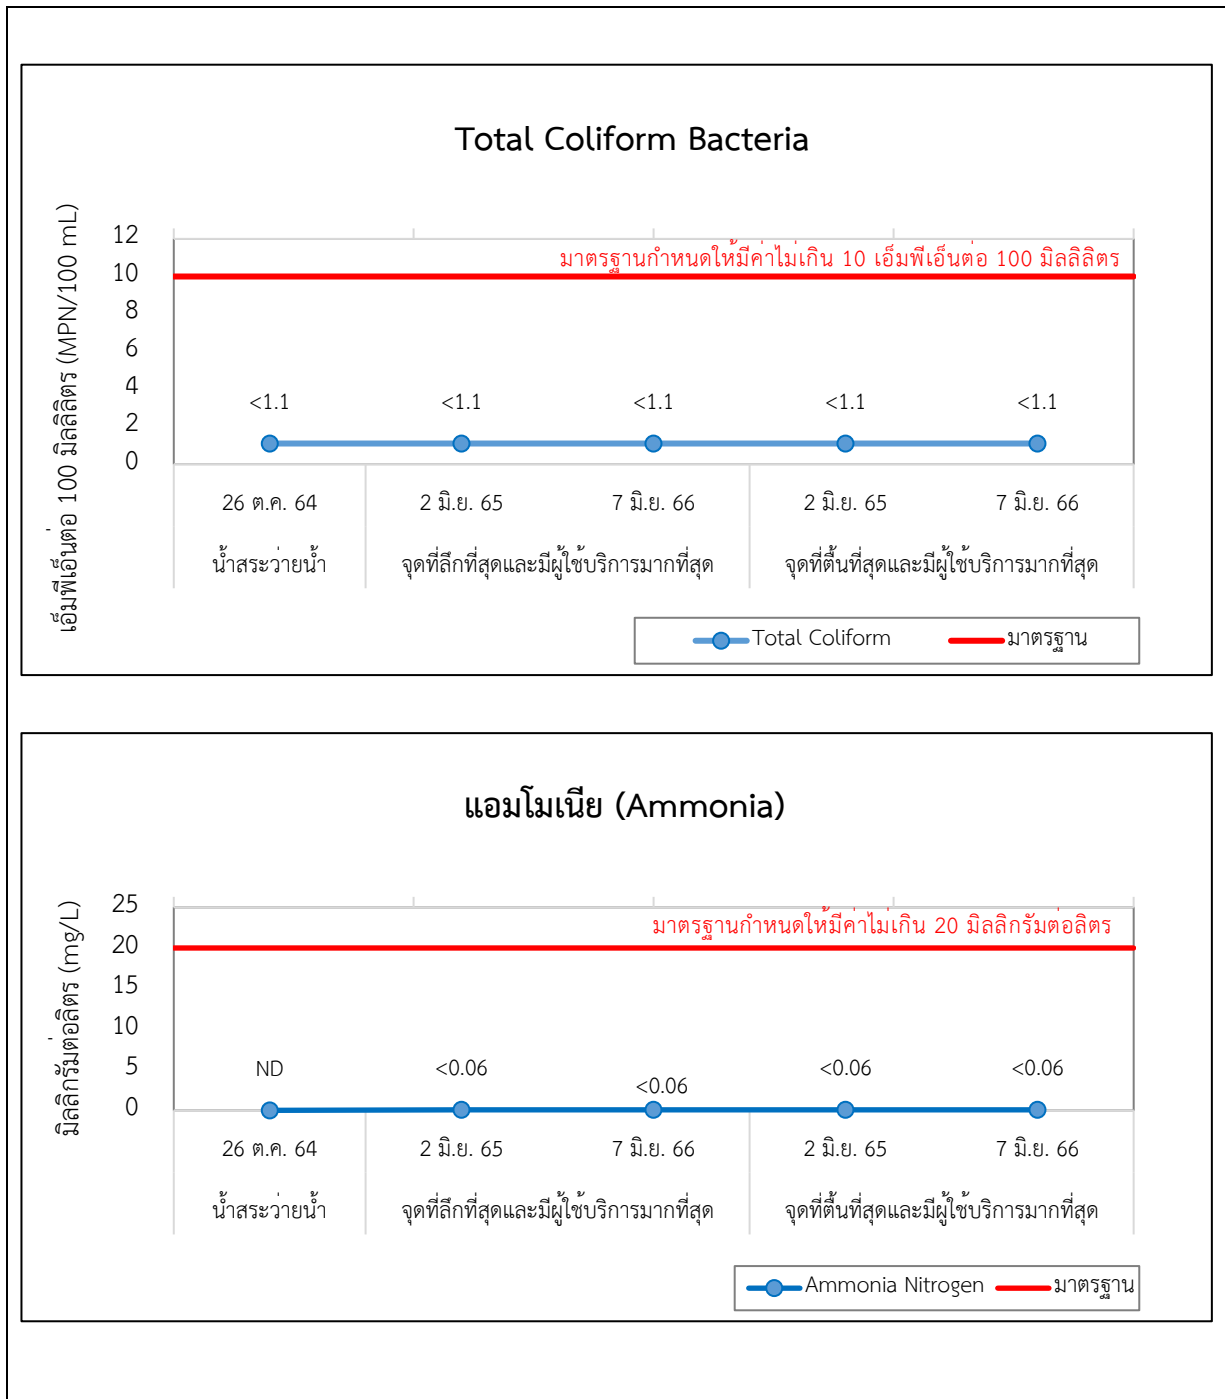 Total Coliform Bacteria
เอ็มพีเอ็นต่อ 100 มิลลิลิตร (MPN/100 mL)
12
10
8
6
4
2
0
มาตรฐานกำหนดให้มีค่าไม่เกิน 10 เอ็มพีเอ็นต่อ 100 มิลลิลิตร
<1.1 <1.1 <1.1 <1.1 <1.1
26 ต.ค. 64 2 มิ.ย. 65 7 มิ.ย. 66 2 มิ.ย. 65 7 มิ.ย. 66
น้ำสระว่ายน้ำ จุดที่ลึกที่สุดและมีผู้ใช้บริการมากที่สุด จุดที่ตื้นที่สุดและมีผู้ใช้บริการมากที่สุด
Total Coliform มาตรฐาน
แอมโมเนีย (Ammonia)
มิลลิกรัมต่อลิตร (mg/L)
25
20
15
10
5
0
มาตรฐานกำหนดให้มีค่าไม่เกิน 20 มิลลิกรัมต่อลิตร
ND <0.06 <0.06 <0.06 <0.06
26 ต.ค. 64 2 มิ.ย. 65 7 มิ.ย. 66 2 มิ.ย. 65 7 มิ.ย. 66
น้ำสระว่ายน้ำ จุดที่ลึกที่สุดและมีผู้ใช้บริการมากที่สุด จุดที่ตื้นที่สุดและมีผู้ใช้บริการมากที่สุด
Ammonia Nitrogen มาตรฐาน